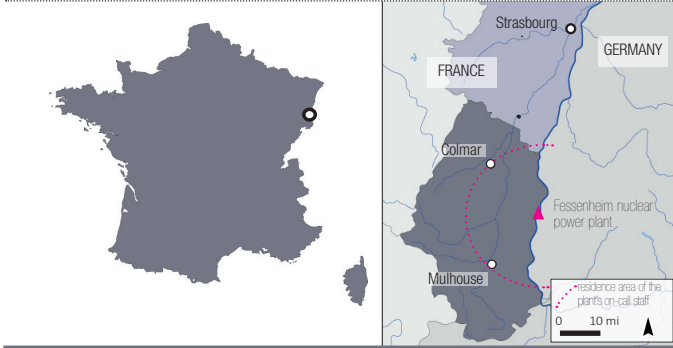 Strasbourg
GERMANY
FRANCE
Colmar
Fessenheim nuclear
power plant
Mulhouse
residence area of the
plant's on-call staff
0 10 mi